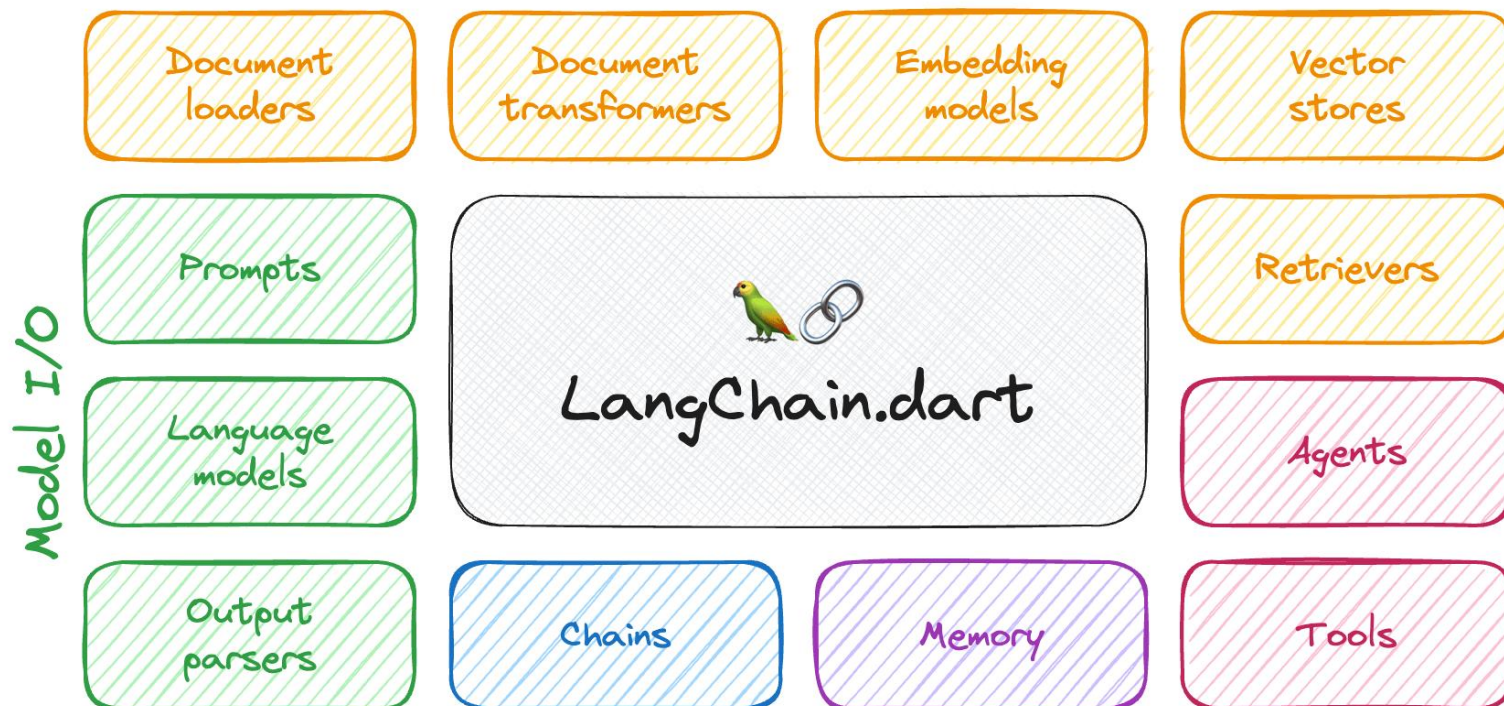 Document
loaders
Document
transformers
Embedding
models
Vector
stores
Model I/O
Prompts
LangChain.dart
Retrievers
Language
models
Agents
Output
parsers
Chains
Memory
Tools